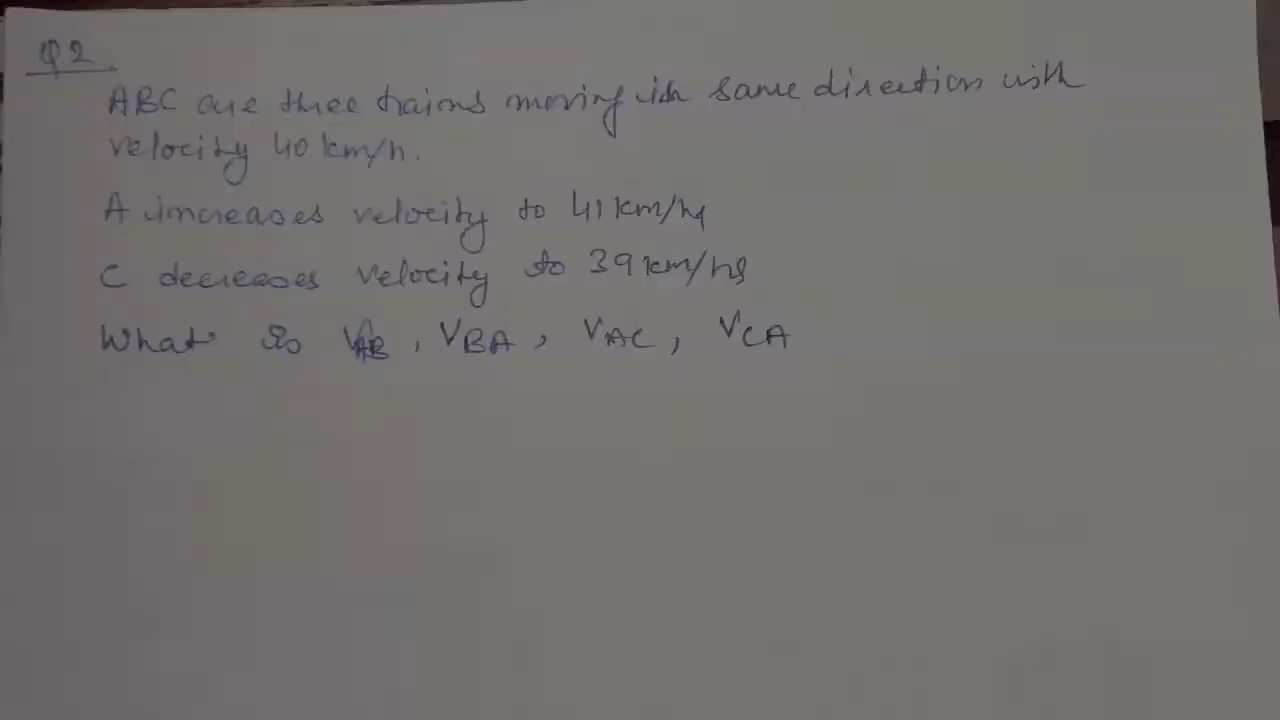 Q2
ABC are three trains moving in same direction with
velocity 40 km/h.
A increases velocity to 41 km/hr
C decreases velocity to 39 km/hr
What is VAB, VBA, VAC, VCA